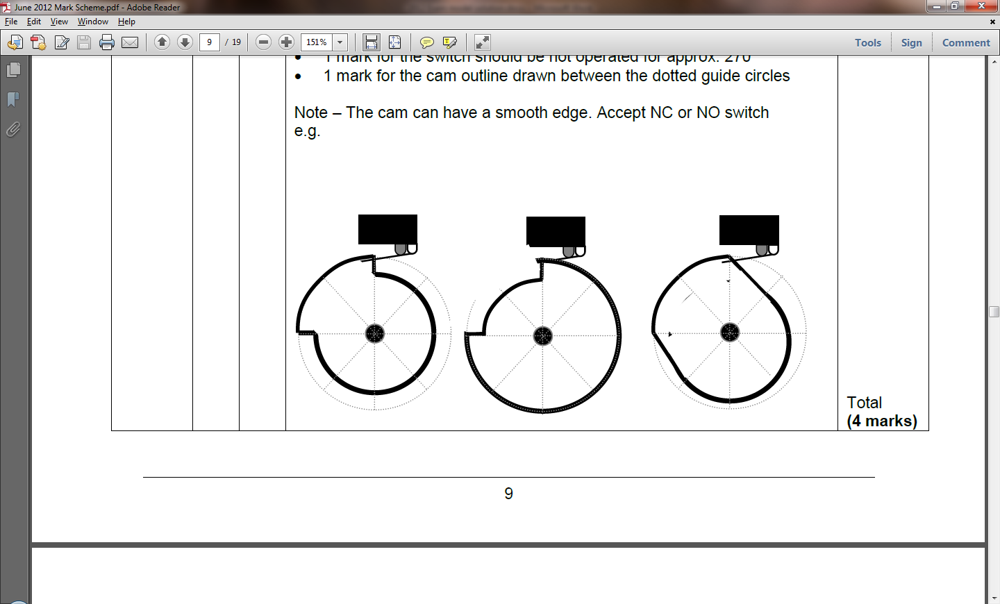 June 2012 Mark Scheme.pdf - Adobe Reader
File Edit View Window Help
9 / 19 151% Tools Sign Comment
1 mark for the switch should be not operated for approx. 270
• 1 mark for the cam outline drawn between the dotted guide circles
Note – The cam can have a smooth edge. Accept NC or NO switch
e.g.
Total
(4 marks)
9